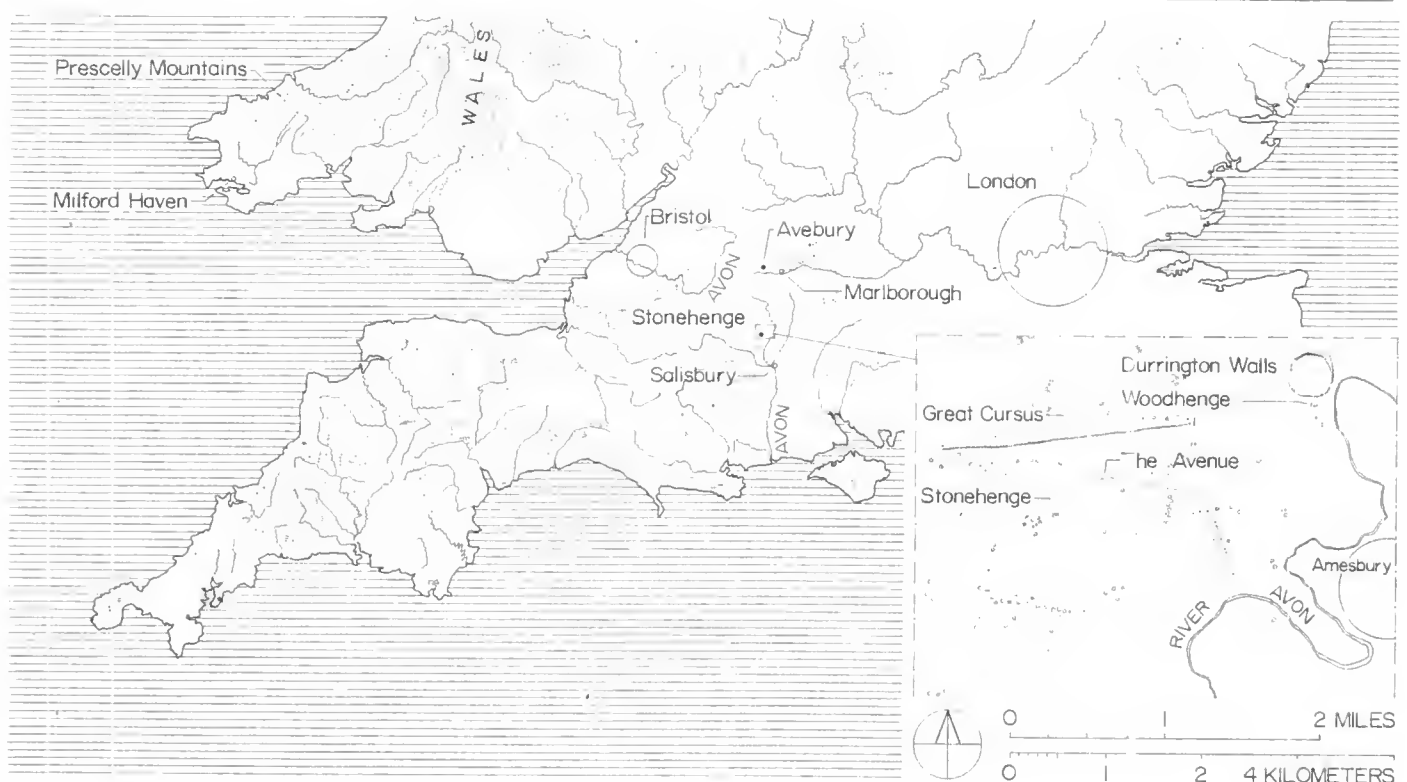 Prescelly Mountains
WALES
Milford Haven
London
Bristol
Avebury
AVON
Marlborough
Stonehenge
Salisbury
AVON
Durrington Walls
Woodhenge
Great Cursus
The Avenue
Stonehenge
Amesbury
RIVER AVON
0 1 2 MILES
0 1 2 4 KILOMETERS